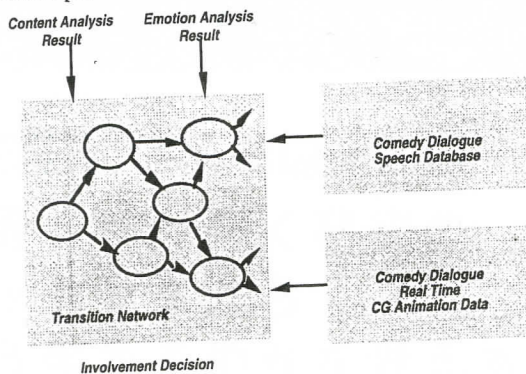 Content Analysis
Result
Emotion Analysis
Result
Comedy Dialogue
Speech Database
Comedy Dialogue
Real Time
CG Animation Data
Transition Network
Involvement Decision